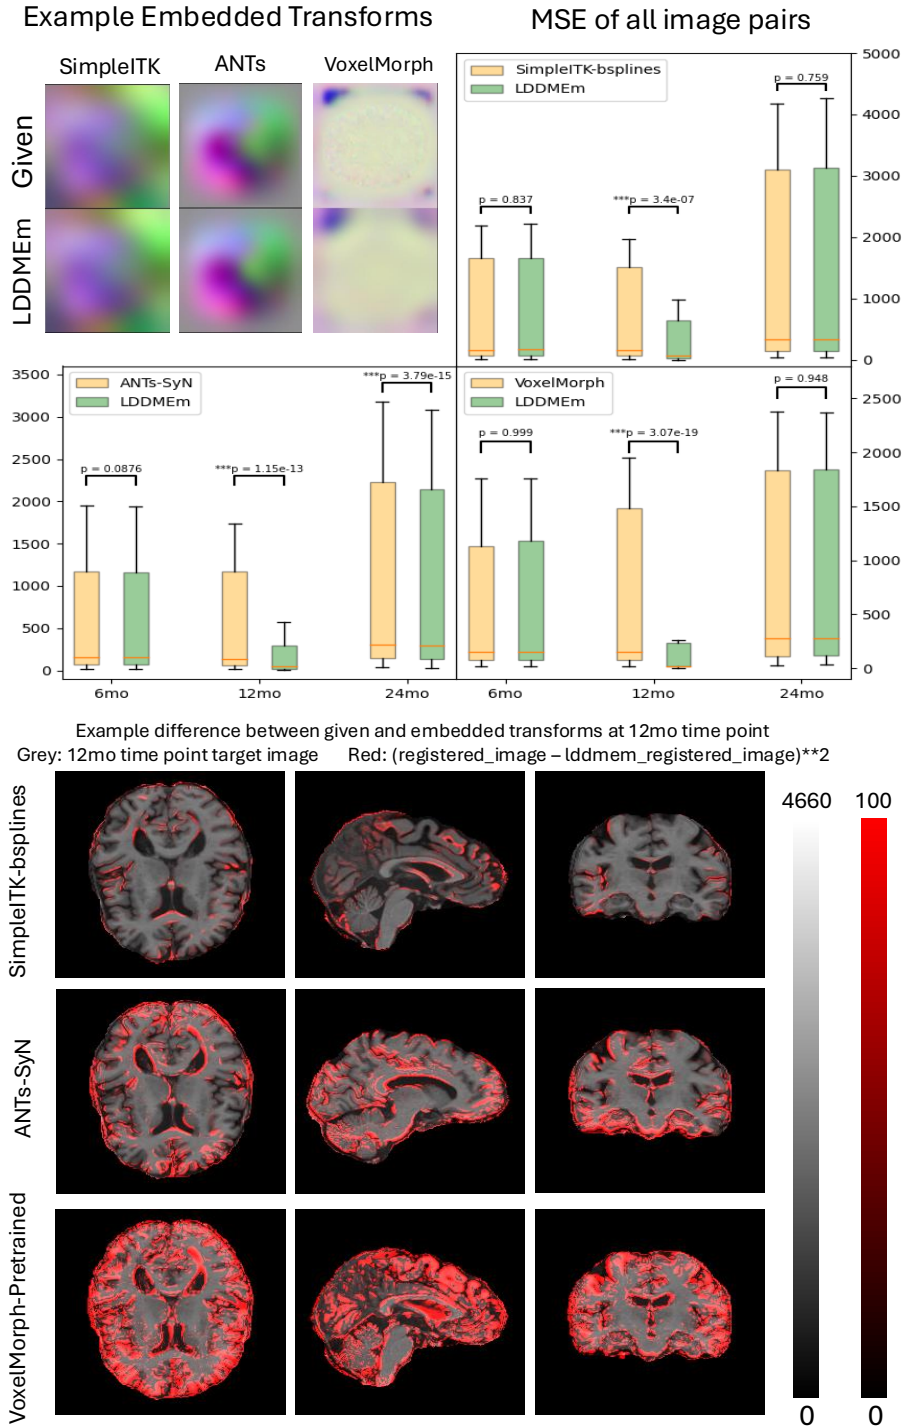 Example Embedded Transforms
MSE of all image pairs
SimpleITK
ANTs
VoxelMorph
Given
LDDMEm
SimpleITK-bsplines
LDDMEm
p = 0.837
***p = 3.4e-07
p = 0.759
5000
4000
3000
2000
1000
0
ANTs-SyN
LDDMEm
p = 0.0876
***p = 1.15e-13
***p = 3.79e-15
3500
3000
2500
2000
1500
1000
500
0
6mo
12mo
24mo
VoxelMorph
LDDMEm
p = 0.999
***p = 3.07e-19
p = 0.948
2500
2000
1500
1000
500
0
6mo
12mo
24mo
Example difference between given and embedded transforms at 12mo time point
Grey: 12mo time point target image Red: (registered_image – lddmem_registered_image)**2
SimpleITK-bsplines
ANTs-SyN
VoxelMorph-Pretrained
4660
100
0
0